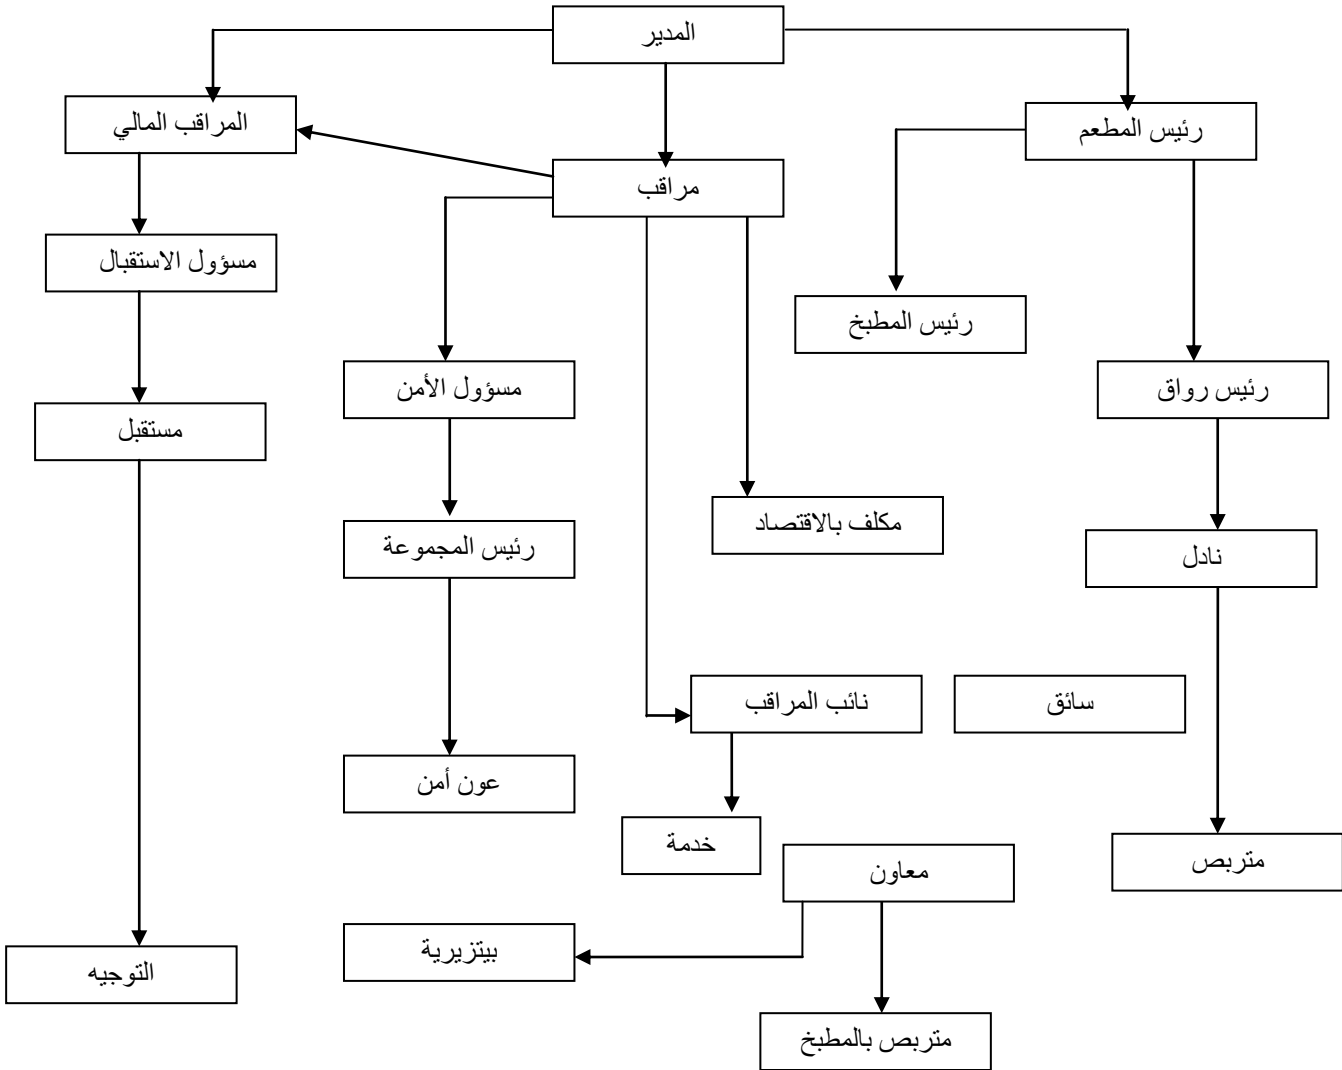 المدير
المراقب المالي
رئيس المطعم
مراقب
مسؤول الاستقبال
رئيس المطبخ
مسؤول الأمن
رئيس رواق
مستقبل
مكلف بالاقتصاد
رئيس المجموعة
نادل
نائب المراقب
سائق
عون أمن
خدمة
معاون
متربص
بيتزيرية
التوجيه
متربص بالمطبخ